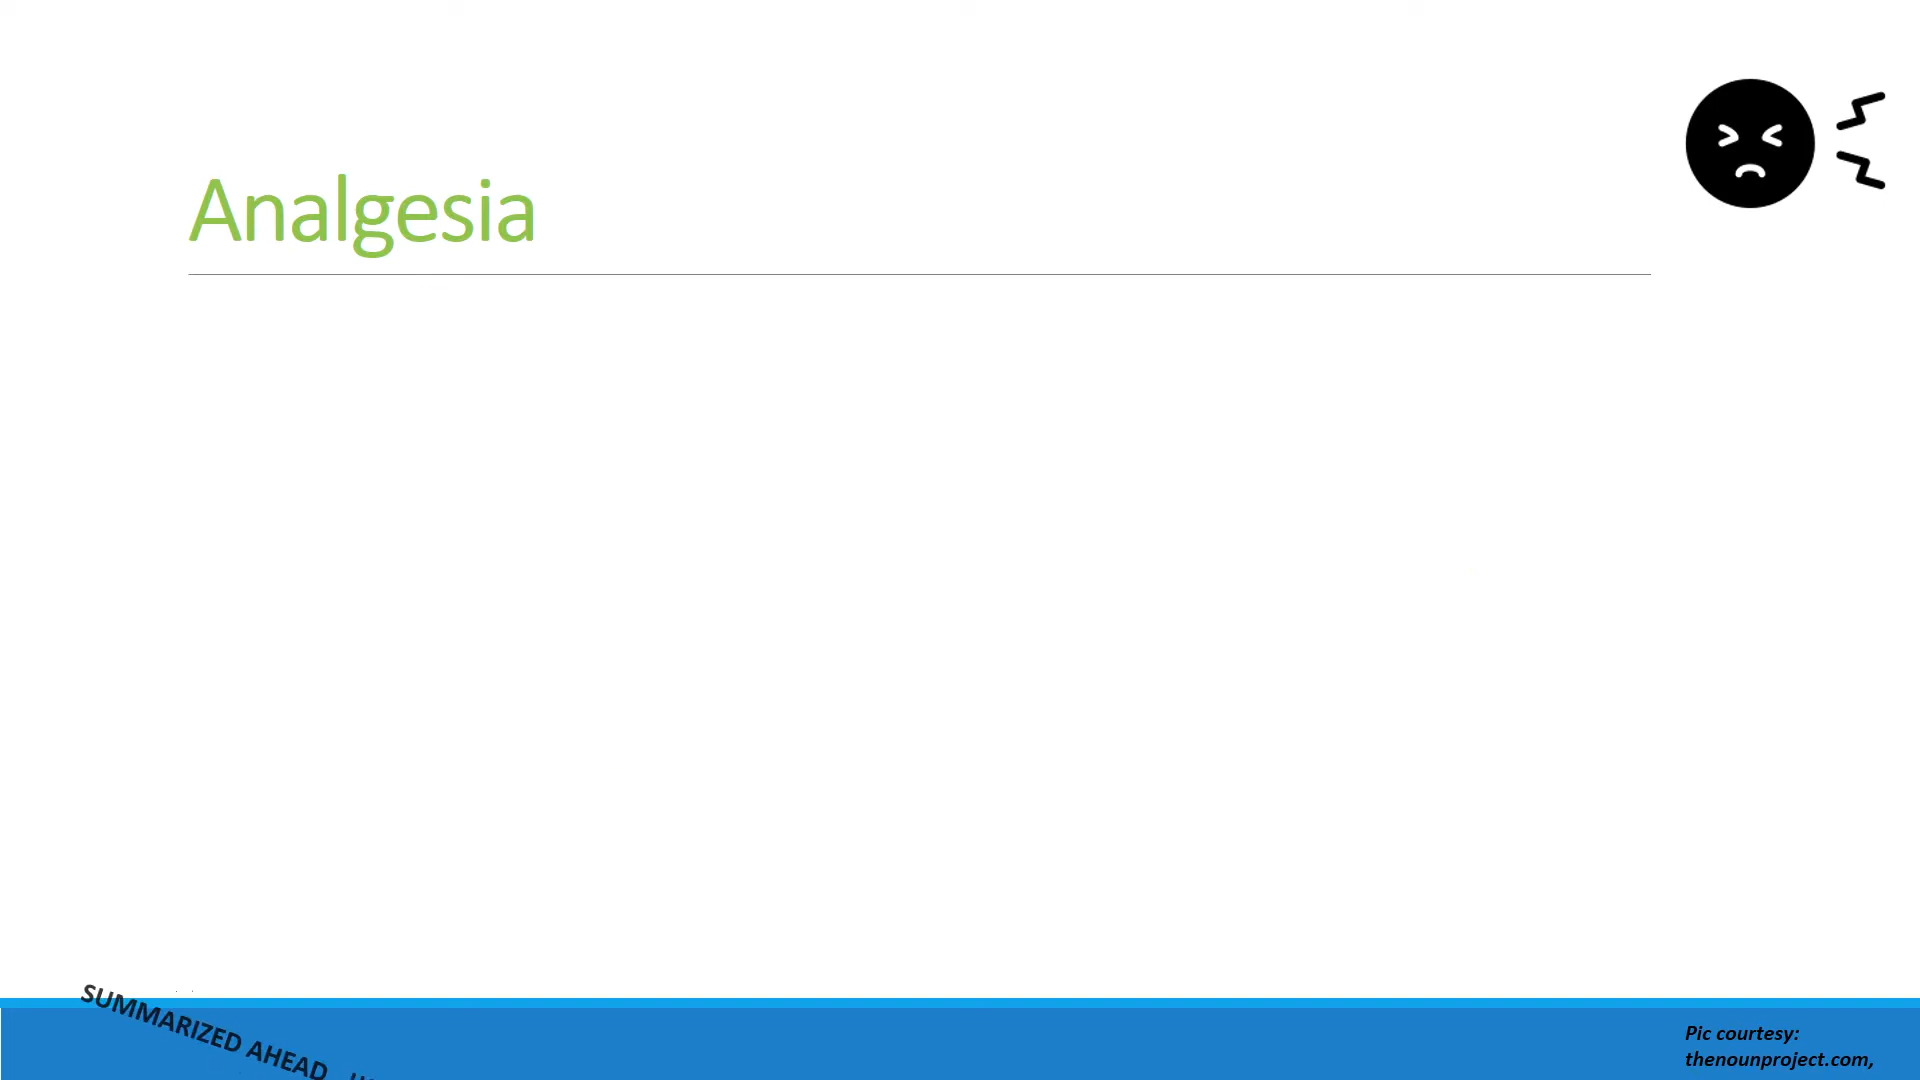 Analgesia
SUMMARIZED AHEAD
Pic courtesy:
thenounproject.com,